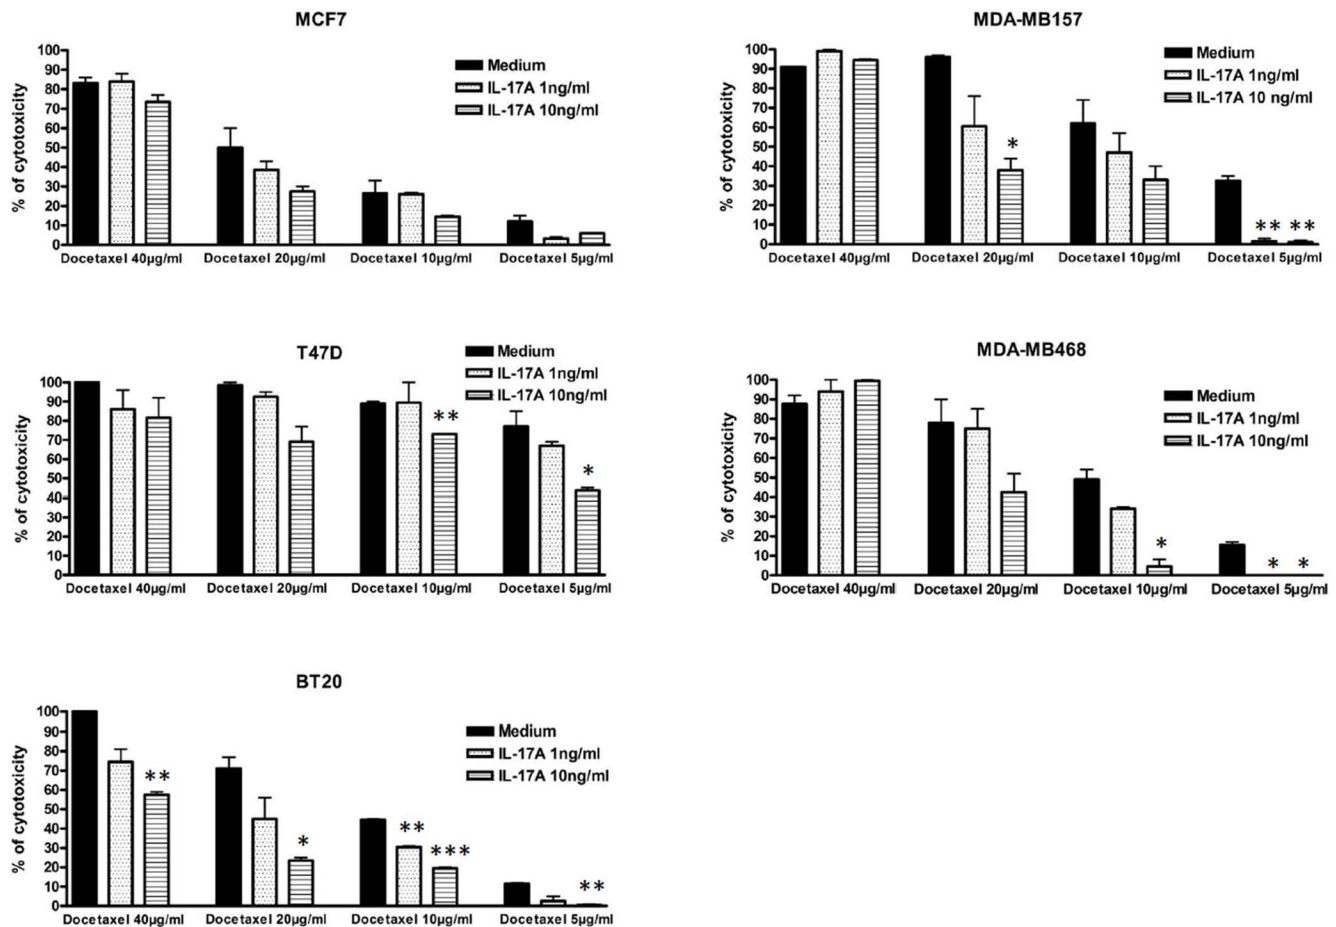 MCF7
% of cytotoxicity
100
90
80
70
60
50
40
30
20
10
0
Medium
IL-17A 1ng/ml
IL-17A 10ng/ml
Docetaxel 40µg/ml Docetaxel 20µg/ml Docetaxel 10µg/ml Docetaxel 5µg/ml
MDA-MB157
% of cytotoxicity
100
90
80
70
60
50
40
30
20
10
0
Medium
IL-17A 1ng/ml
IL-17A 10 ng/ml
*
** **
Docetaxel 40µg/ml Docetaxel 20µg/ml Docetaxel 10µg/ml Docetaxel 5µg/ml
T47D
% of cytotoxicity
100
90
80
70
60
50
40
30
20
10
0
Medium
IL-17A 1ng/ml
IL-17A 10ng/ml
**
*
Docetaxel 40µg/ml Docetaxel 20µg/ml Docetaxel 10µg/ml Docetaxel 5µg/ml
MDA-MB468
% of cytotoxicity
100
90
80
70
60
50
40
30
20
10
0
Medium
IL-17A 1ng/ml
IL-17A 10ng/ml
*
* *
Docetaxel 40µg/ml Docetaxel 20µg/ml Docetaxel 10µg/ml Docetaxel 5µg/ml
BT20
% of cytotoxicity
100
90
80
70
60
50
40
30
20
10
0
Medium
IL-17A 1ng/ml
IL-17A 10ng/ml
**
*
**
***
**
Docetaxel 40µg/ml Docetaxel 20µg/ml Docetaxel 10µg/ml Docetaxel 5µg/ml